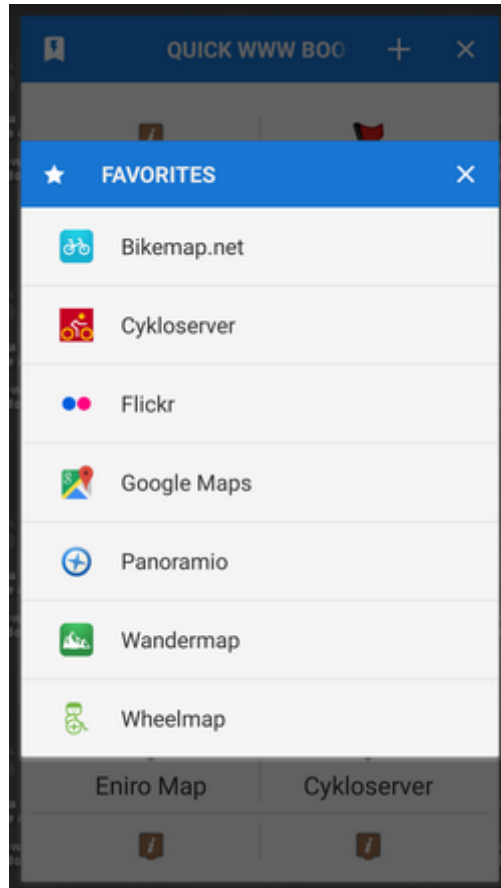 QUICK WWW BOO
FAVORITES
Bikemap.net
Cykloserver
Flickr
Google Maps
Panoramio
Wandermap
Wheelmap
Eniro Map
Cykloserver